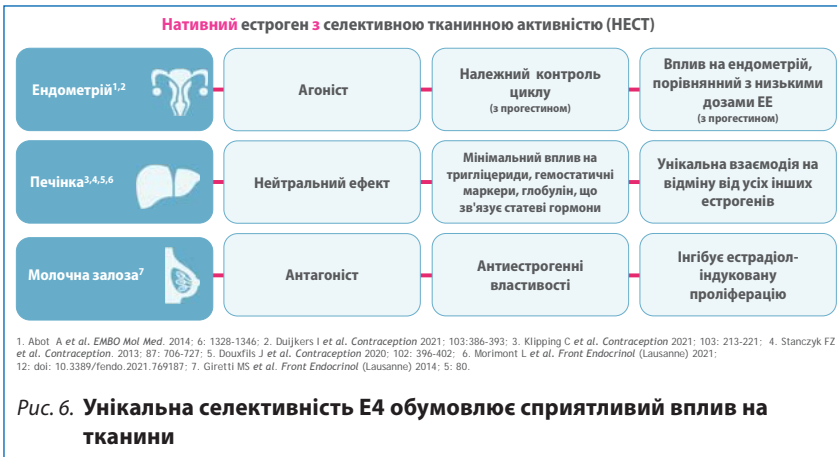 Нативний естроген з селективною тканинною активністю (НЕСТ)
Ендометрій1,2
Агоніст
Належний контроль
циклу
(з прогестином)
Вплив на ендометрій,
порівнянний з низькими
дозами ЕЕ
(з прогестином)
Печінка3,4,5,6
Нейтральний ефект
Мінімальний вплив на
тригліцериди, гемостатичні
маркери, глобулін, що
зв'язує статеві гормони
Унікальна взаємодія на
відміну від усіх інших
естрогенів
Молочна залоза7
Антагоніст
Антиестрогенні
властивості
Інгібує естрадіол-
індуковану
проліферацію
1. Abot A et al. EMBO Mol Med. 2014; 6: 1328-1346; 2. Duijkers I et al. Contraception 2021; 103:386-393; 3. Klipping C et al. Contraception 2021; 103: 213-221; 4. Stanczyk FZ
et al. Contraception. 2013; 87: 706-727; 5. Douxfils J et al. Contraception 2020; 102: 396-402; 6. Morimont L et al. Front Endocrinol (Lausanne) 2021;
12: doi: 10.3389/fendo.2021.769187; 7. Giretti MS et al. Front Endocrinol (Lausanne) 2014; 5: 80.
Рис. 6. Унікальна селективність Е4 обумовлює сприятливий вплив на
тканини